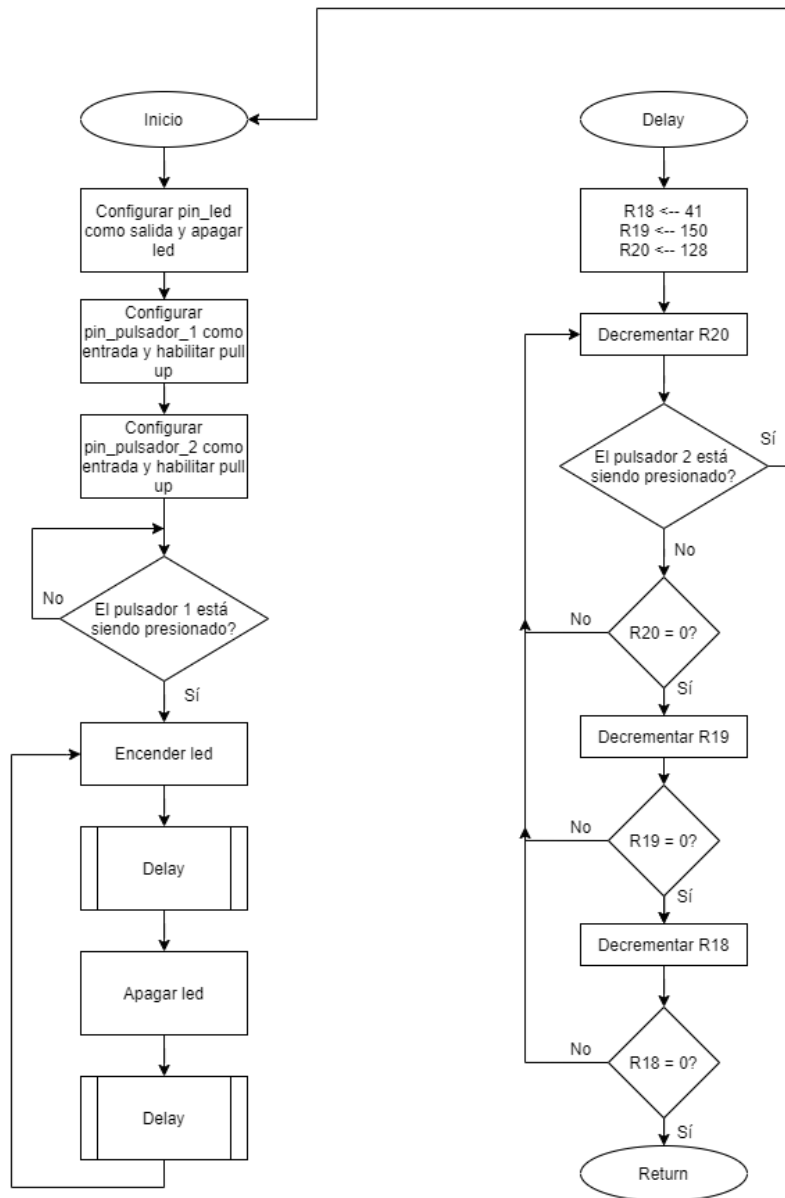 Inicio
Configurar pin_led
como salida y apagar
led
Configurar
pin_pulsador_1 como
entrada y habilitar pull
up
Configurar
pin_pulsador_2 como
entrada y habilitar pull
up
No
El pulsador 1 está
siendo presionado?
Sí
Encender led
Delay
Apagar led
Delay
Delay
R18 <-- 41
R19 <-- 150
R20 <-- 128
Decrementar R20
Sí
El pulsador 2 está
siendo presionado?
No
No
R20 = 0?
Sí
Decrementar R19
No
R19 = 0?
Sí
Decrementar R18
No
R18 = 0?
Sí
Return